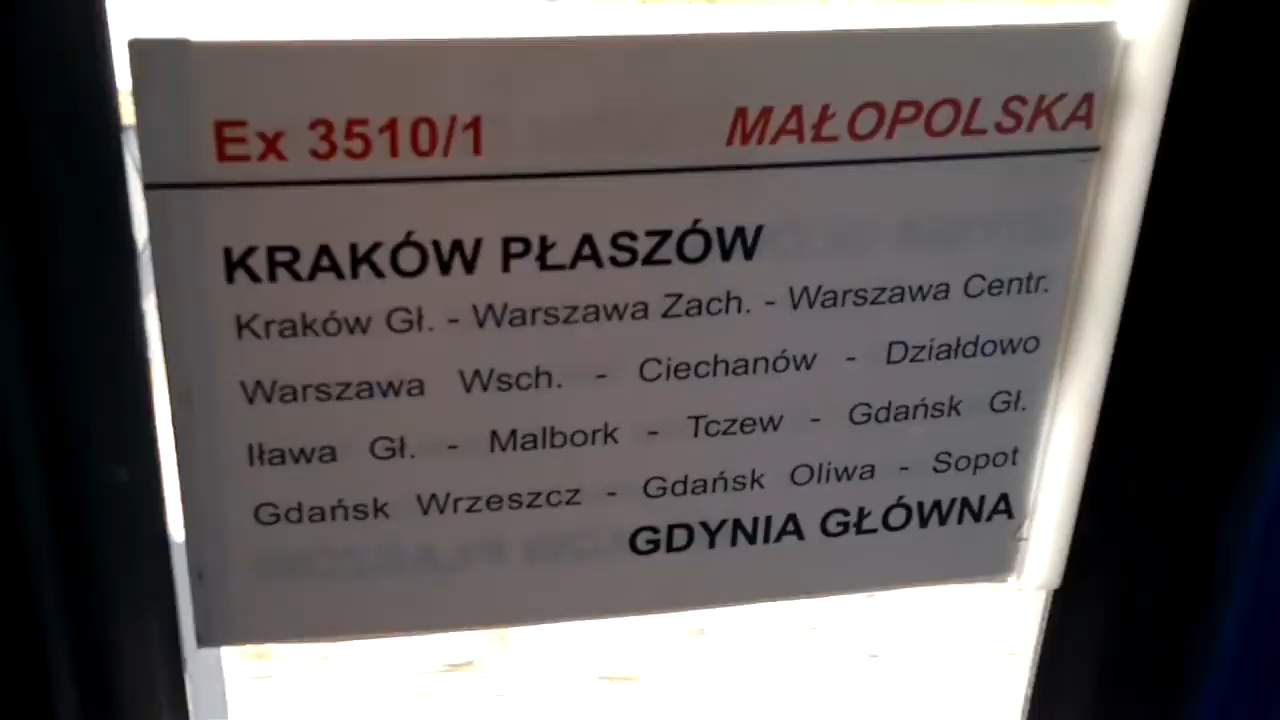 Ex 3510/1 MAŁOPOLSKA
KRAKÓW PŁASZÓW
Kraków Gł. - Warszawa Zach. - Warszawa Centr.
Warszawa Wsch. - Ciechanów - Działdowo
Iława Gł. - Malbork - Tczew - Gdańsk Gł.
Gdańsk Wrzeszcz - Gdańsk Oliwa - Sopot
GDYNIA GŁÓWNA